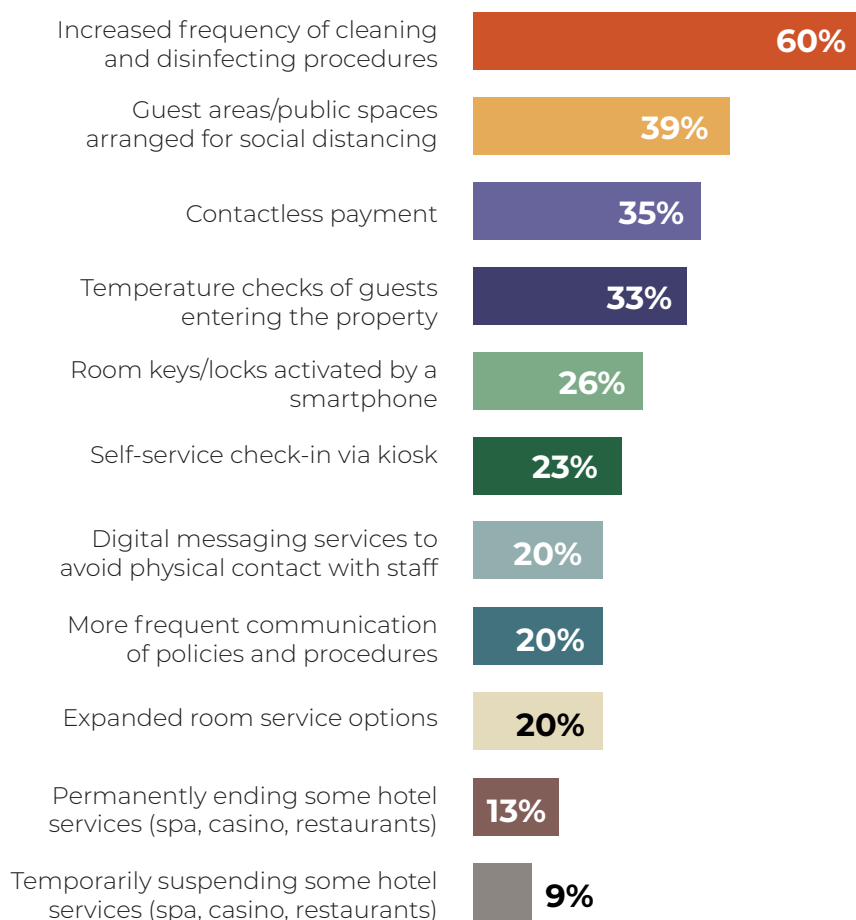 Increased frequency of cleaning
and disinfecting procedures
60%
Guest areas/public spaces
arranged for social distancing
39%
Contactless payment
35%
Temperature checks of guests
entering the property
33%
Room keys/locks activated by a
smartphone
26%
Self-service check-in via kiosk
23%
Digital messaging services to
avoid physical contact with staff
20%
More frequent communication
of policies and procedures
20%
Expanded room service options
20%
Permanently ending some hotel
services (spa, casino, restaurants)
13%
Temporarily suspending some hotel
services (spa, casino, restaurants)
9%